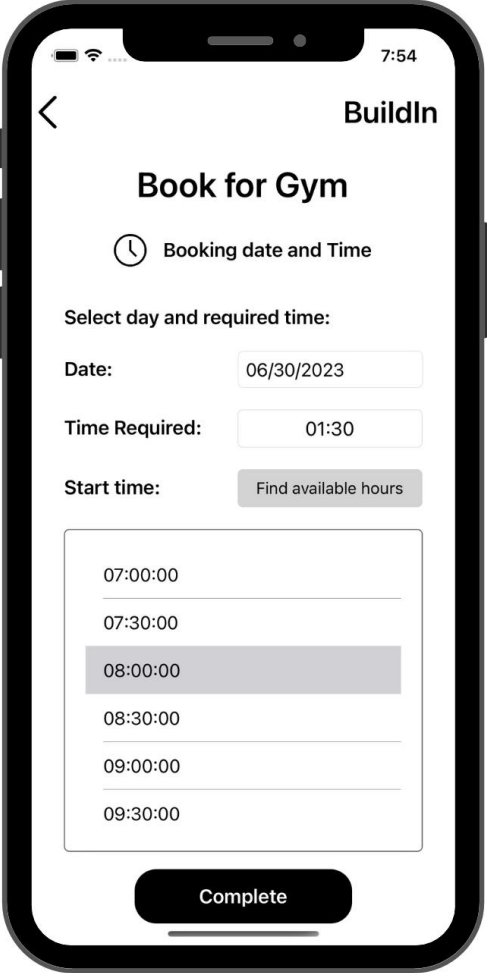 7:54
BuildIn
Book for Gym
Booking date and Time
Select day and required time:
Date: 06/30/2023
Time Required: 01:30
Start time: Find available hours
07:00:00
07:30:00
08:00:00
08:30:00
09:00:00
09:30:00
Complete